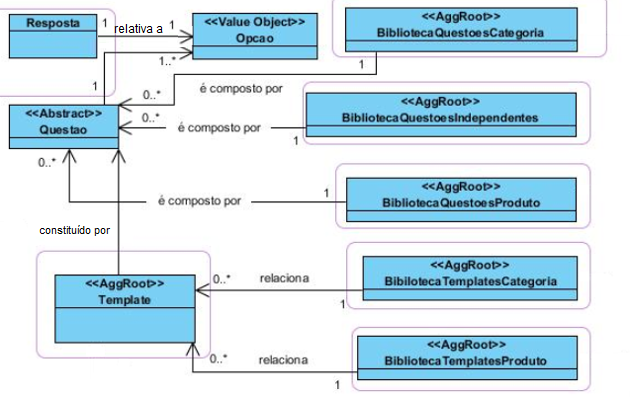 Resposta
1
relativa a
1
<<Value Object>>
Opcao
<<AggRoot>>
BibliotecaQuestoesCategoria
1
1..*
1
0..*
é composto por
<<Abstract>>
Questao
0..*
é composto por
1
<<AggRoot>>
BibliotecaQuestoesIndependentes
0..*
é composto por
1
<<AggRoot>>
BibliotecaQuestoesProduto
constituído por
<<AggRoot>>
Template
0..*
relaciona
1
<<AggRoot>>
BibliotecaTemplatesCategoria
0..*
relaciona
1
<<AggRoot>>
BibliotecaTemplatesProduto